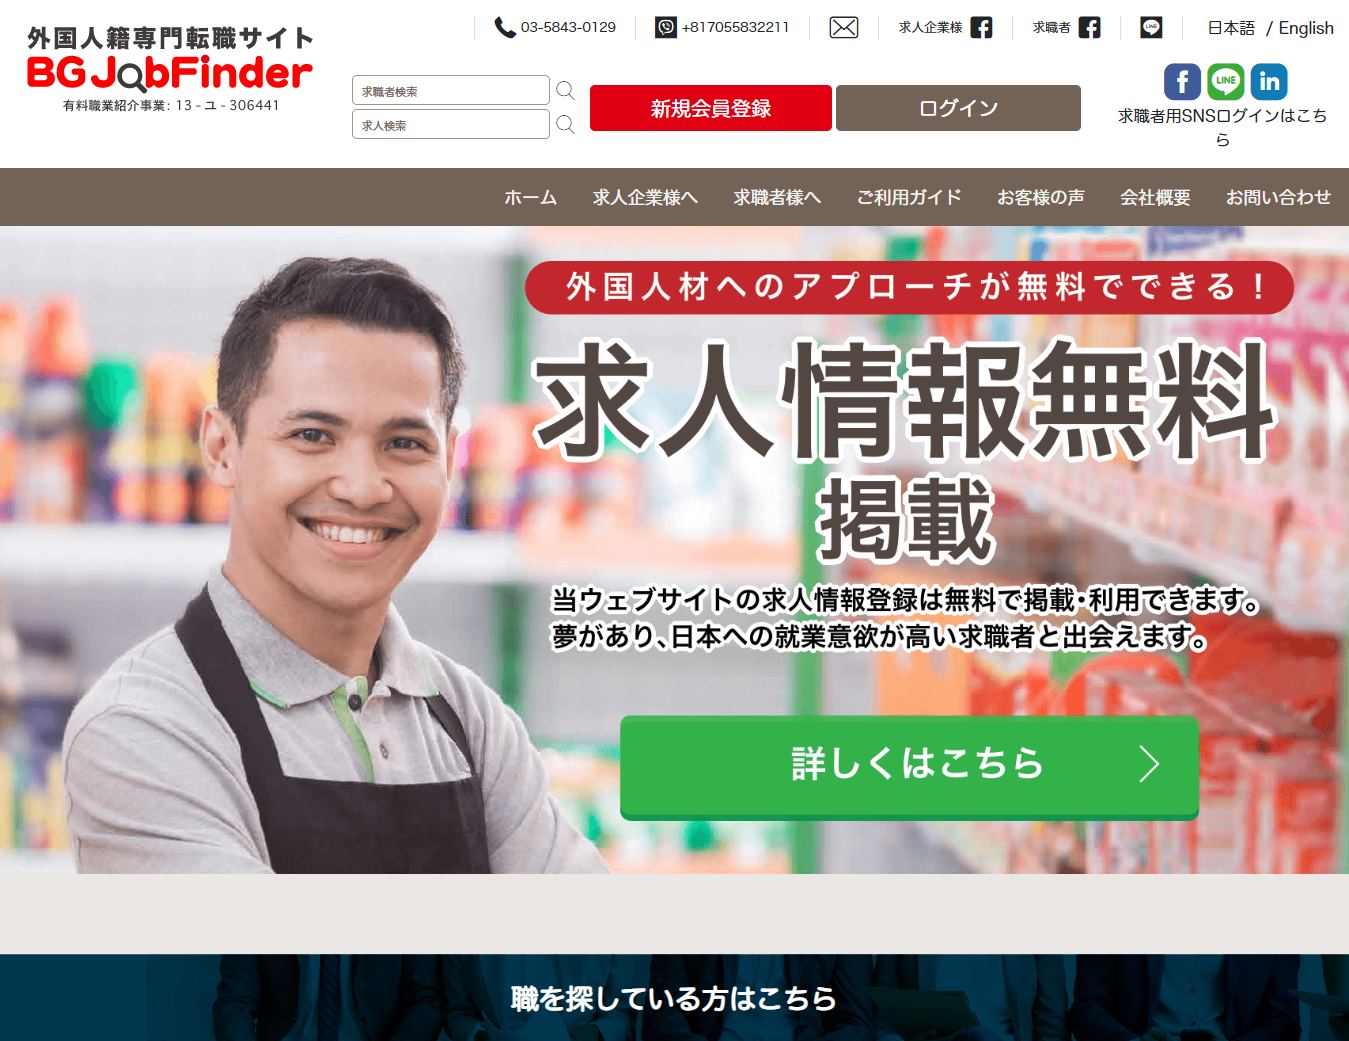 外国人籍専門転職サイト
BG JobFinder
有料職業紹介事業: 13 - ユ - 306441
03-5843-0129
+817055832211
求人企業様
求職者
LINE
日本語 / English
求職者検索
求人検索
新規会員登録
ログイン
f
LINE
in
求職者用SNSログインはこち
ら
ホーム
求人企業様へ
求職者様へ
ご利用ガイド
お客様の声
会社概要
お問い合わせ
外国人材へのアプローチが無料でできる！
求人情報無料
掲載
当ウェブサイトの求人情報登録は無料で掲載・利用できます。
夢があり、日本への就業意欲が高い求職者と出会えます。
詳しくはこちら
職を探している方はこちら